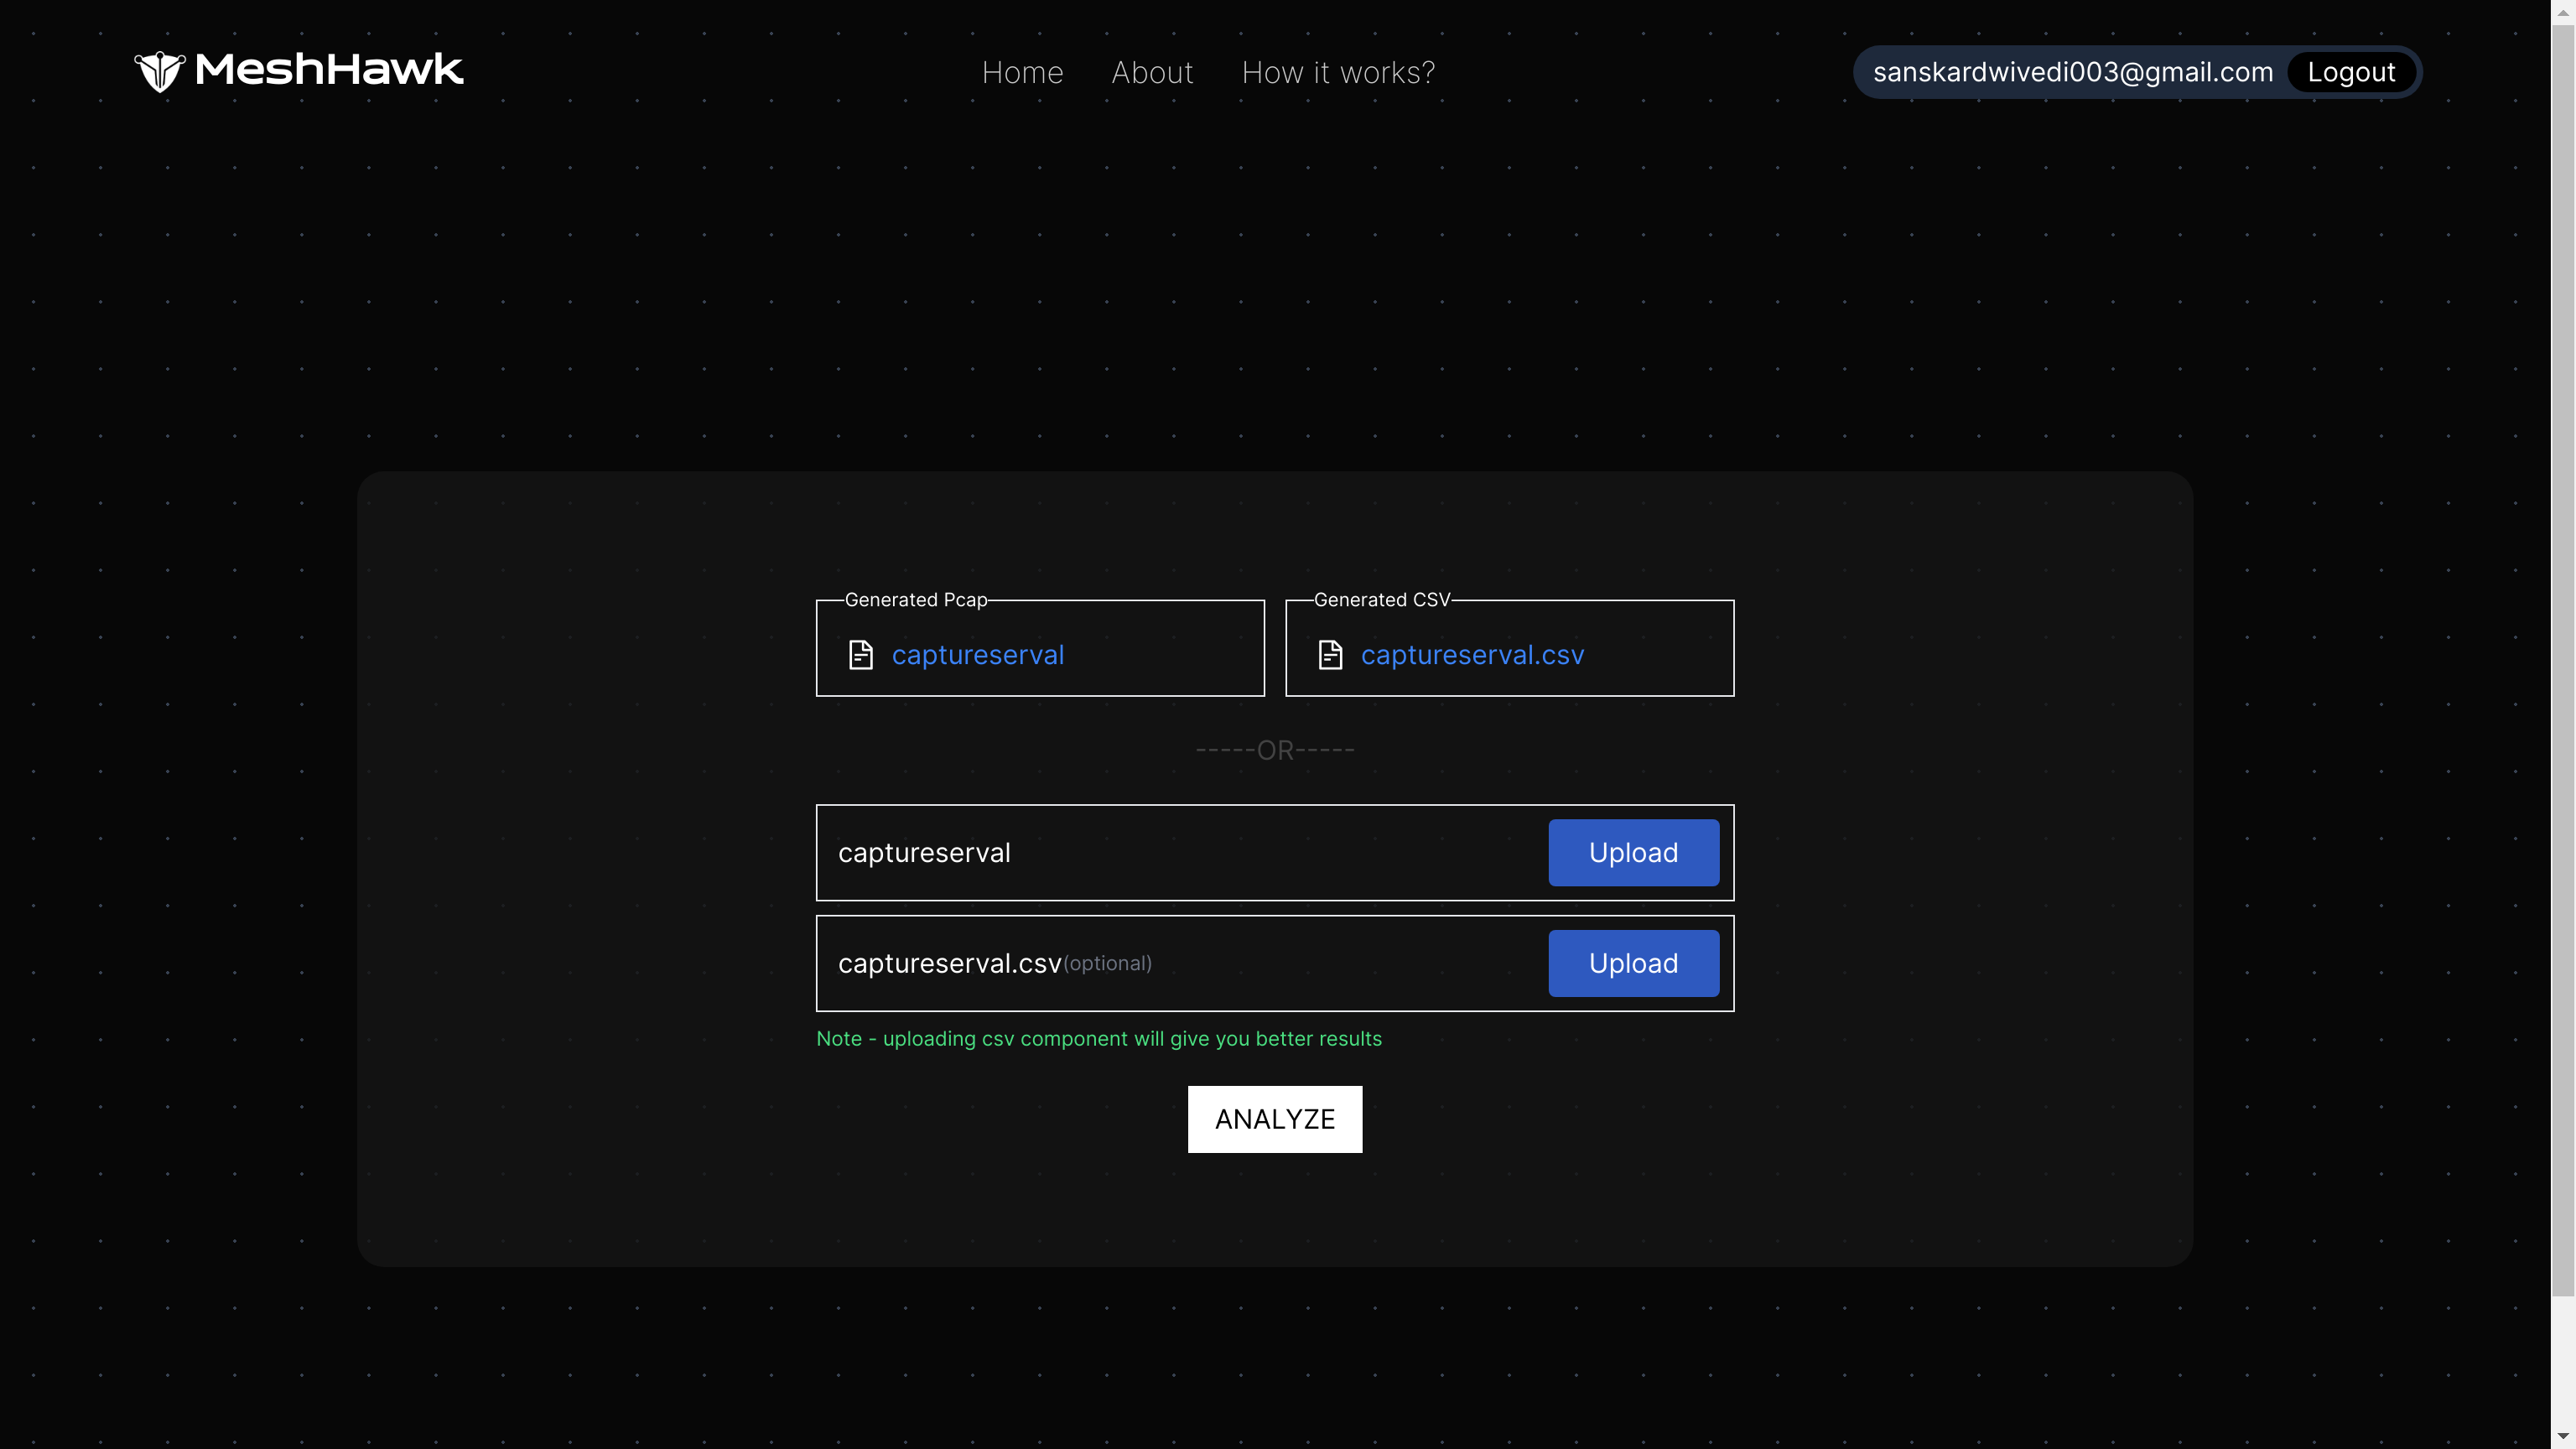 MeshHawk
Home About How it works?
sanskardwivedi003@gmail.com Logout
Generated Pcap
captureserval
Generated CSV
captureserval.csv
-----OR-----
captureserval Upload
captureserval.csv(optional) Upload
Note - uploading csv component will give you better results
ANALYZE